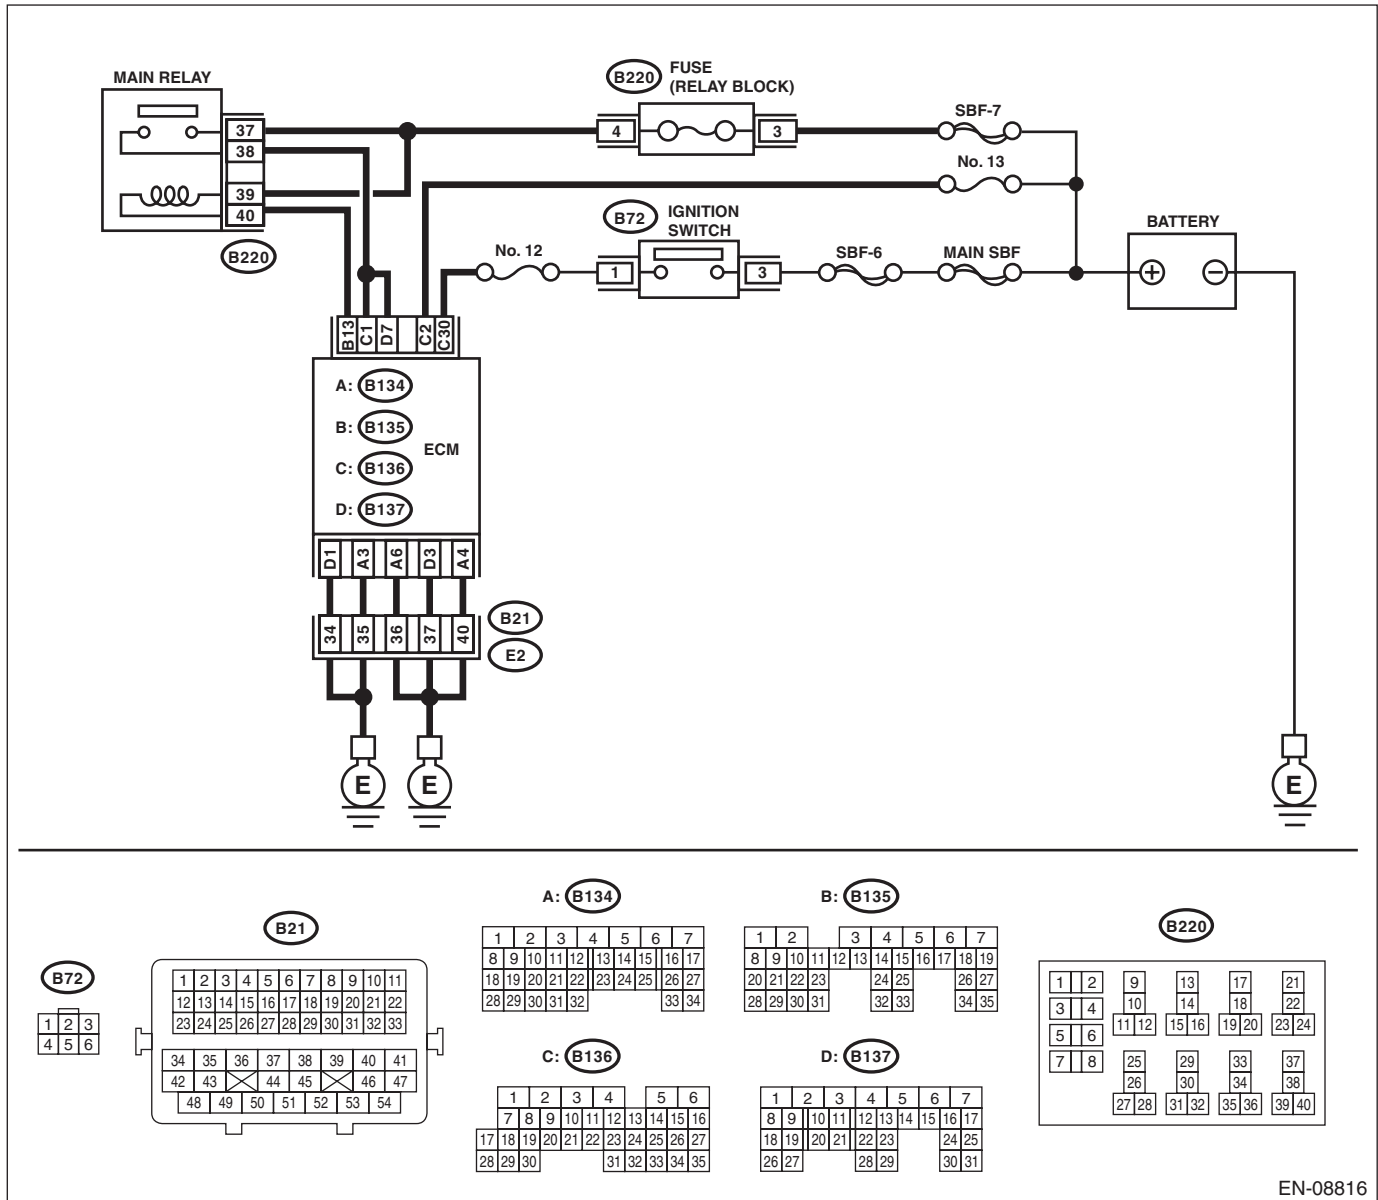 MAIN RELAY
B220 FUSE
(RELAY BLOCK)
37
38
39
40
B220
4
3
SBF-7
No. 13
B72 IGNITION
SWITCH
No. 12
1
3
SBF-6
MAIN SBF
BATTERY
+ −
B13 C1 D7 C2 C30
A: B134
B: B135
C: B136
D: B137
ECM
D1 A3 A6 D3 A4
34 35 36 37 40
B21
E2
E E
E
B72
1 2 3
4 5 6
B21
1 2 3 4 5 6 7 8 9 10 11
12 13 14 15 16 17 18 19 20 21 22
23 24 25 26 27 28 29 30 31 32 33
34 35 36 37 38 39 40 41
42 43 44 45 46 47
48 49 50 51 52 53 54
A: B134
1 2 3 4 5 6 7
8 9 10 11 12 13 14 15 16 17
18 19 20 21 22 23 24 25 26 27
28 29 30 31 32 33 34
B: B135
1 2 3 4 5 6 7
8 9 10 11 12 13 14 15 16 17 18 19
20 21 22 23 24 25 26 27
28 29 30 31 32 33 34 35
C: B136
1 2 3 4 5 6
7 8 9 10 11 12 13 14 15 16
17 18 19 20 21 22 23 24 25 26 27
28 29 30 31 32 33 34 35
D: B137
1 2 3 4 5 6 7
8 9 10 11 12 13 14 15 16 17
18 19 20 21 22 23 24 25
26 27 28 29 30 31
B220
1 2 9 13 17 21
3 4 10 14 18 22
11 12 15 16 19 20 23 24
5 6
7 8 25 29 33 37
26 30 34 38
27 28 31 32 35 36 39 40
EN-08816